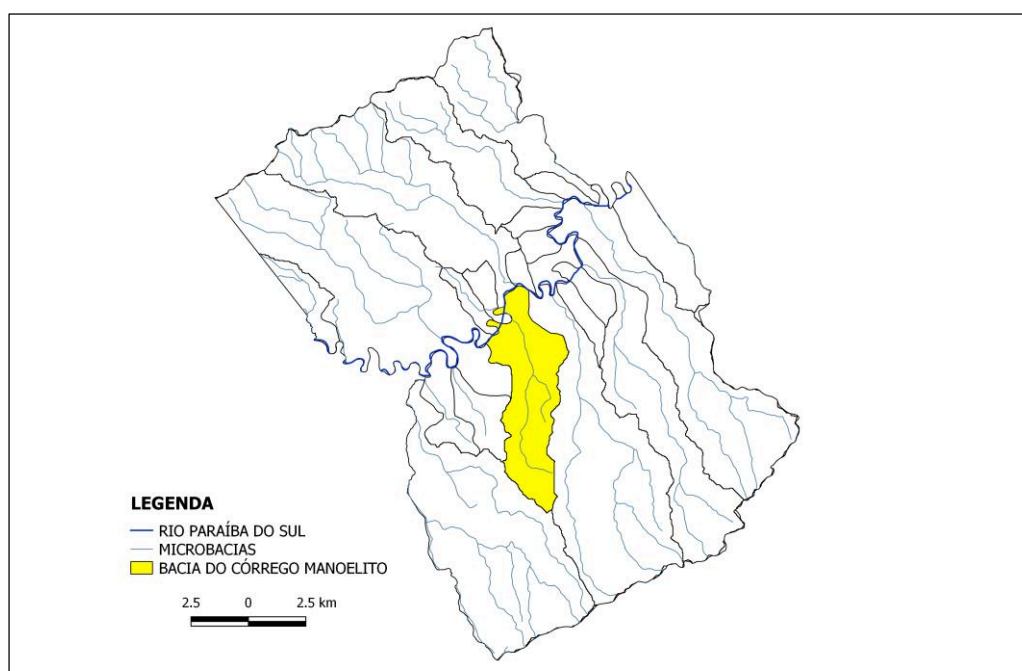 LEGENDA
RIO PARAÍBA DO SUL
MICROBACIAS
BACIA DO CÓRREGO MANOELITO
2.5 0 2.5 km